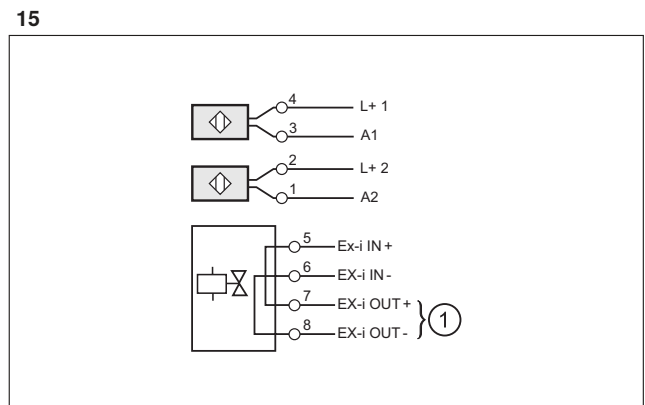 15
4 L+ 1
3 A1
2 L+ 2
1 A2
5 Ex-i IN +
6 EX-i IN -
7 EX-i OUT +
8 EX-i OUT -
1